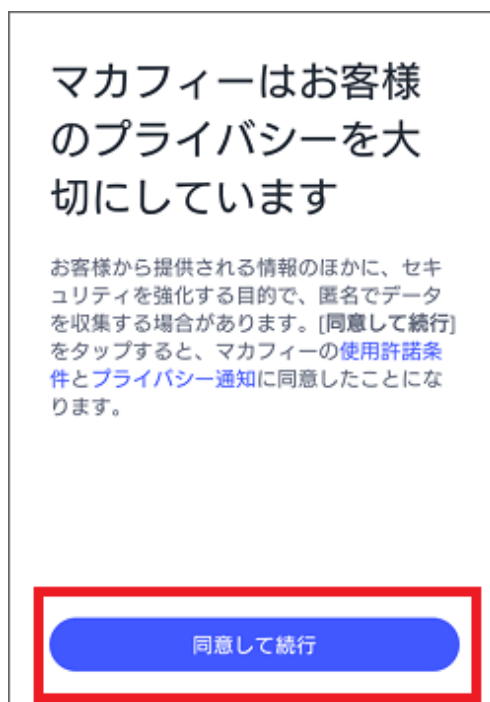 マカフィーはお客様
のプライバシーを大
切にしています
お客様から提供される情報のほかに、セキ
ュリティを強化する目的で、匿名でデータ
を収集する場合があります。[同意して続行]
をタップすると、マカフィーの使用許諾条
件とプライバシー通知に同意したことにな
ります。
同意して続行